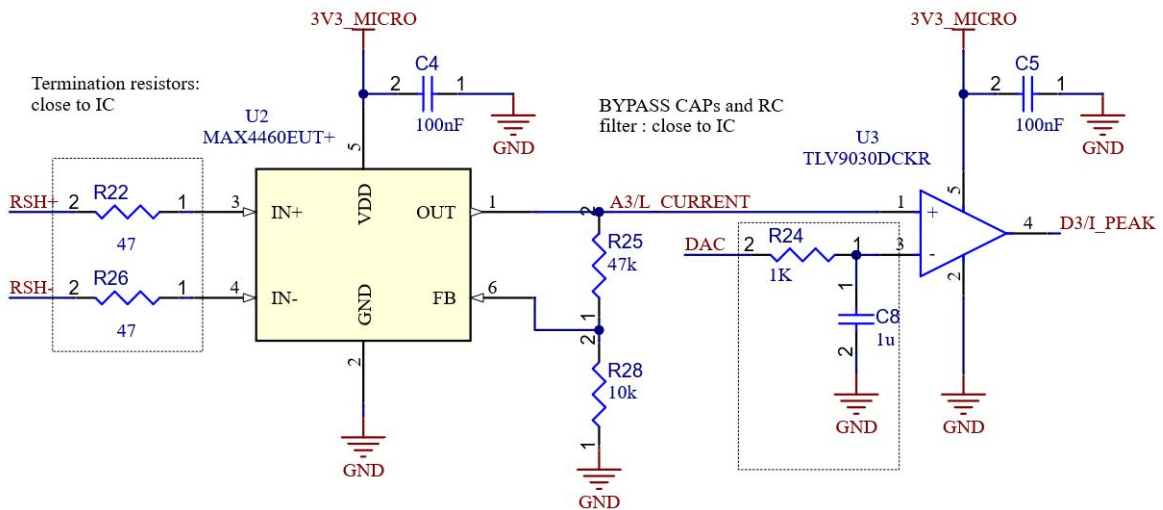 3V3_MICRO
3V3_MICRO
Termination resistors:
close to IC
C4
2 1
100nF
GND
BYPASS CAPs and RC
filter : close to IC
C5
2 1
100nF
GND
U2
MAX4460EUT+
U3
TLV9030DCKR
5
VDD
RSH+ 2 R22 1 3 IN+
47
OUT 1
2
A3/L_CURRENT
1 +
5
R25
47k
1
DAC 2 R24 1 3 -
1K
4 D3/I_PEAK
2
RSH- 2 R26 1 4 IN-
47
GND
FB 6
2
1
C8
1u
2
GND
GND
2
GND
R28
10k
1
GND